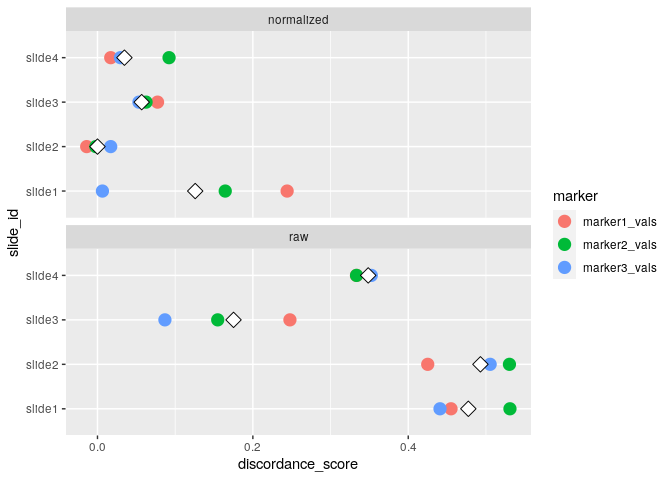 normalized
slide4
slide3
slide2
slide1
raw
slide4
slide3
slide2
slide1
slide_id
0.0 0.2 0.4
discordance_score
marker
marker1_vals
marker2_vals
marker3_vals